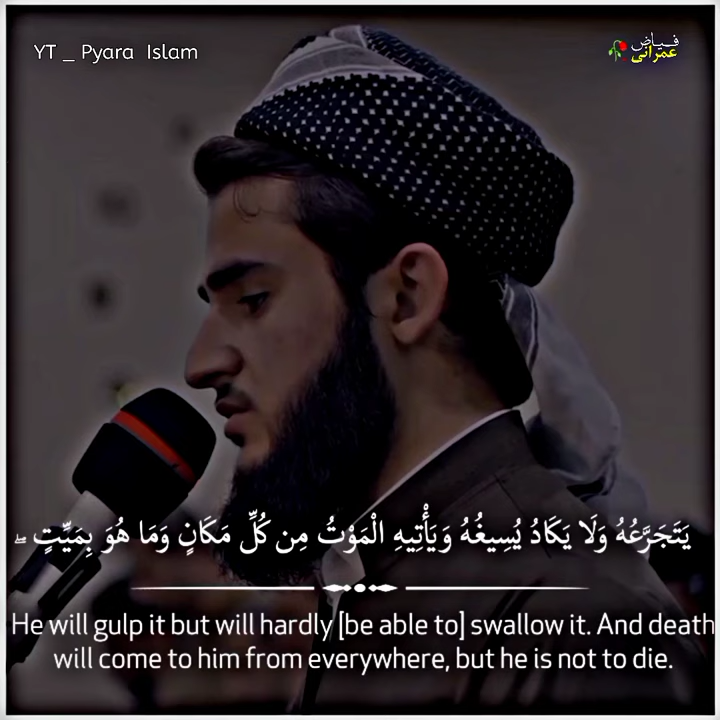 YT _ Pyara Islam
فیاض
عمرانی
يَتَجَرَّعُهُ وَلَا يَكَادُ يُسِيغُهُ وَيَأْتِيهِ الْمَوْتُ مِن كُلِّ مَكَانٍ وَمَا هُوَ بِمَيِّتٍ ۖ
He will gulp it but will hardly [be able to] swallow it. And death
will come to him from everywhere, but he is not to die.